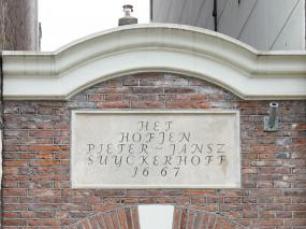 HET
HOFJEN
PIETER-JANSZ
SUYCKERHOFF
1667